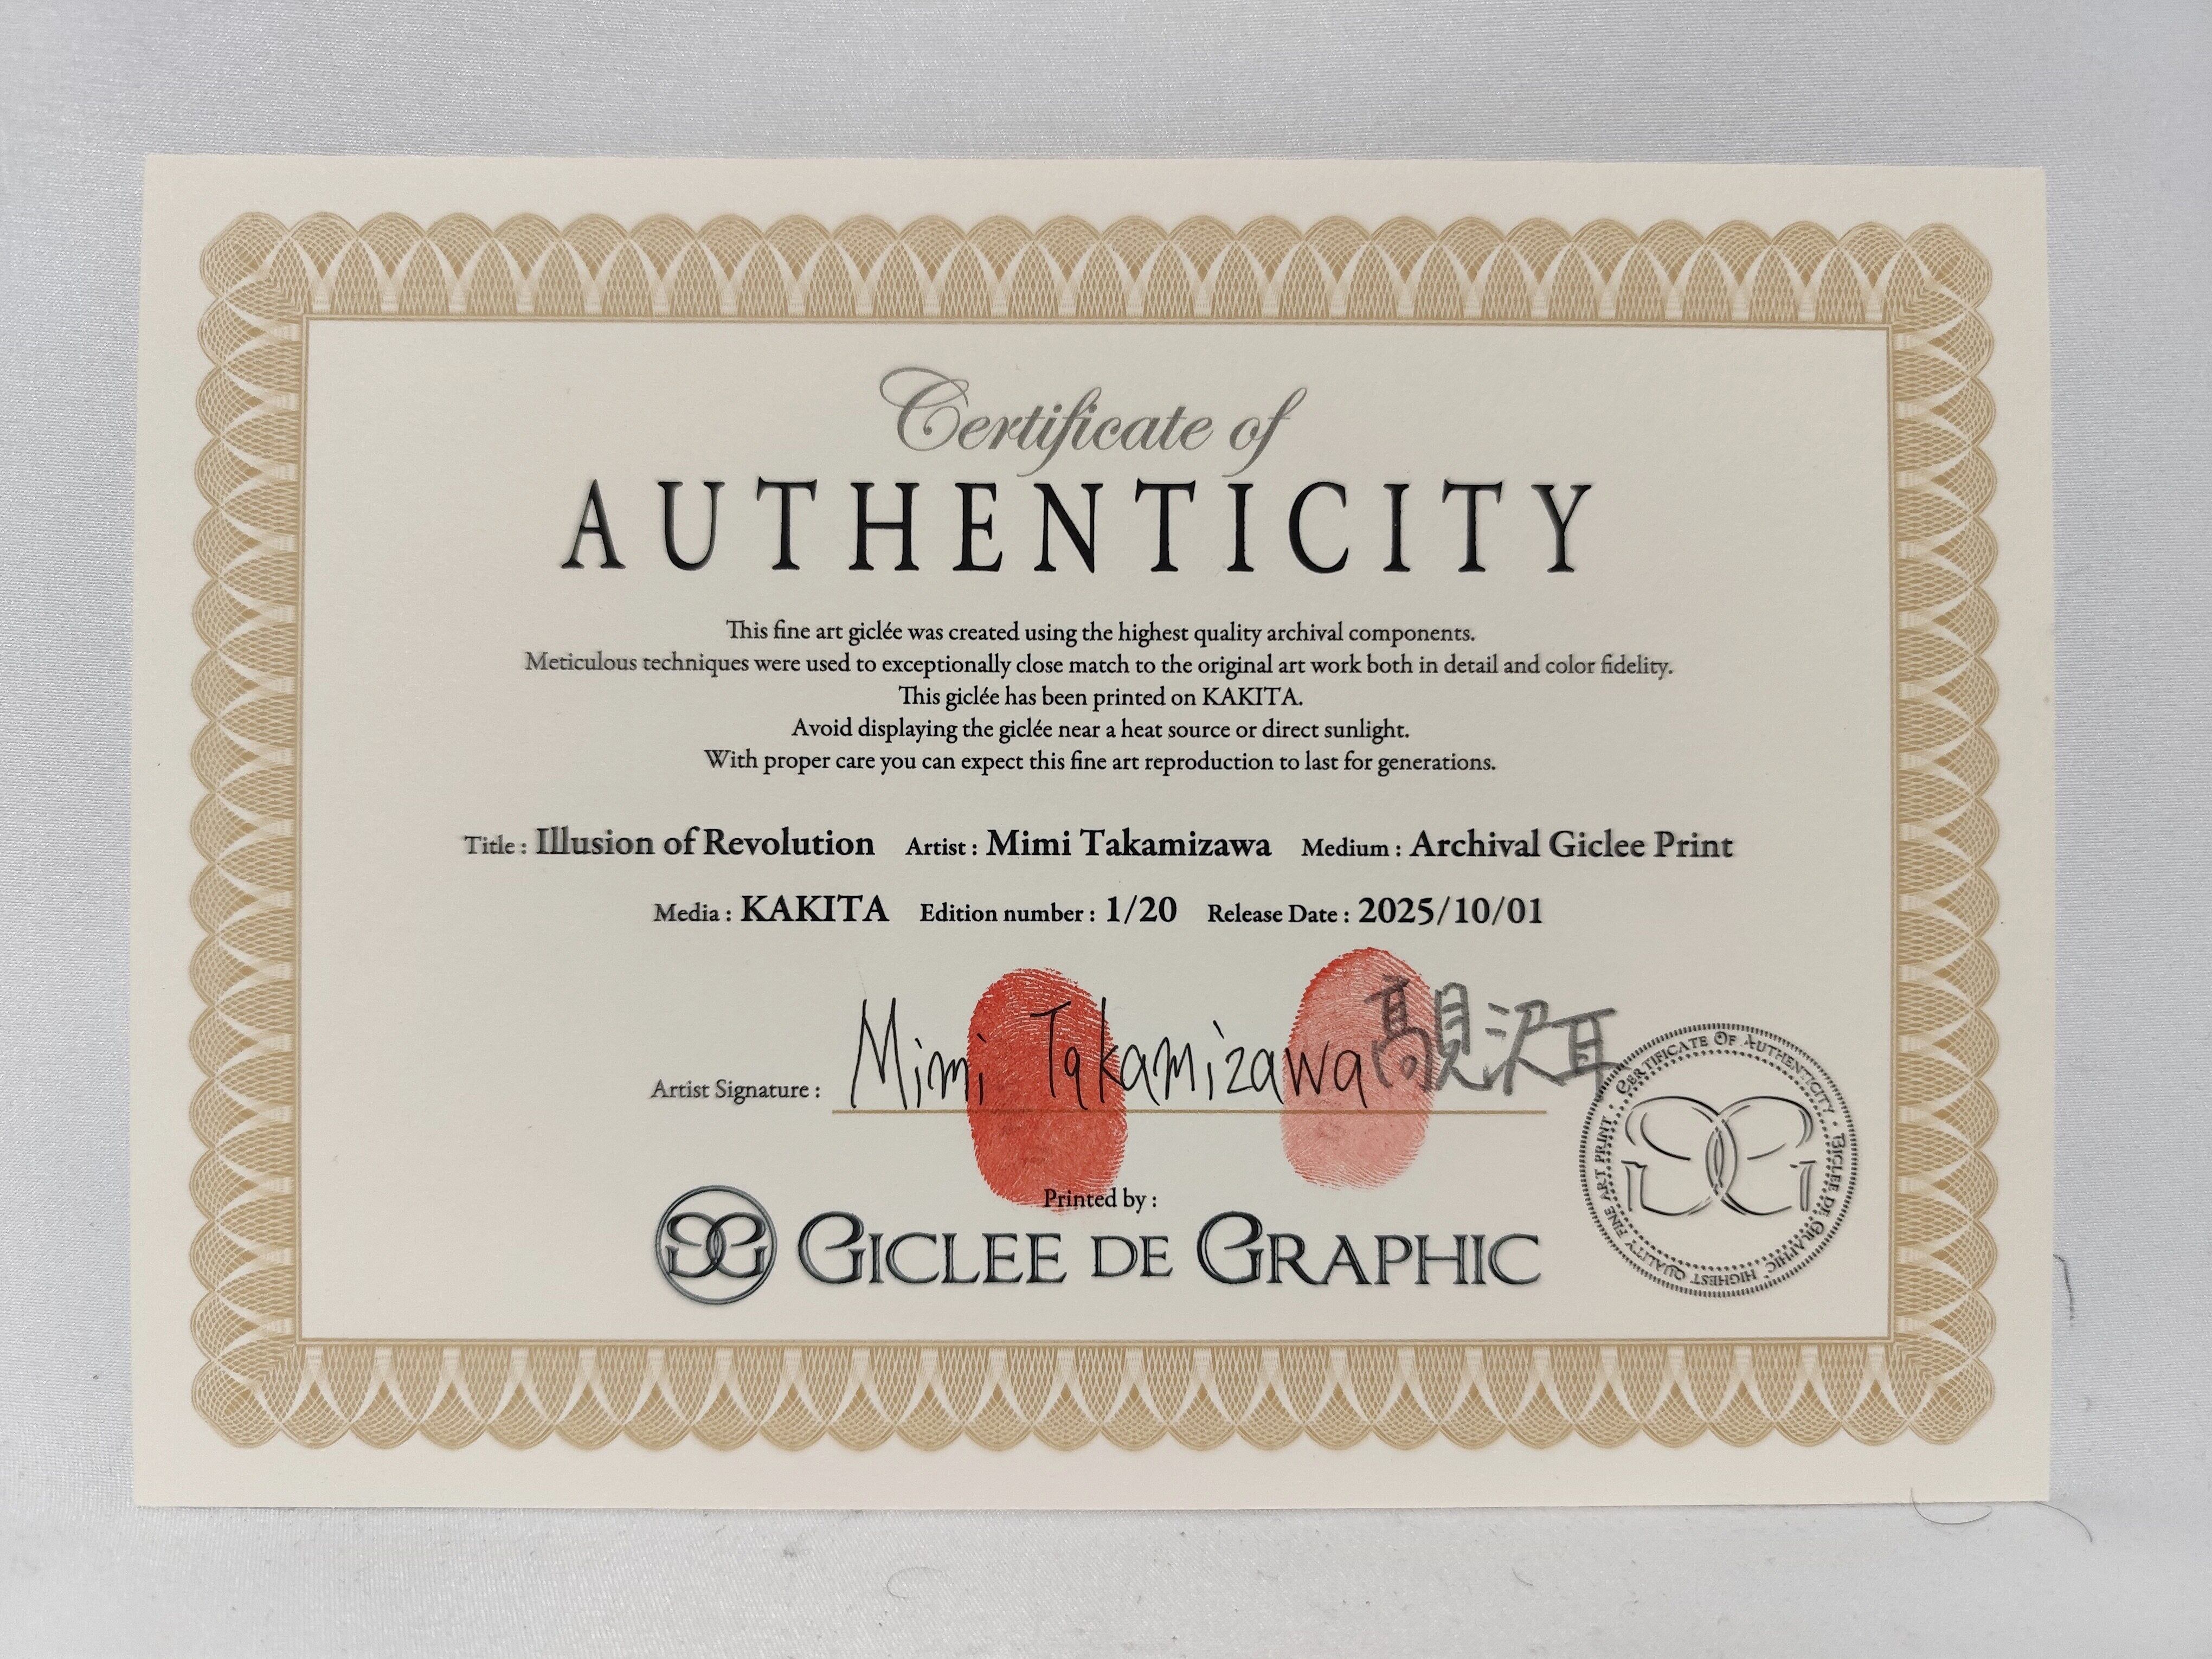 Certificate of
AUTHENTICITY
This fine art giclée was created using the highest quality archival components.
Meticulous techniques were used to exceptionally close match to the original art work both in detail and color fidelity.
This giclée has been printed on KAKITA.
Avoid displaying the giclée near a heat source or direct sunlight.
With proper care you can expect this fine art reproduction to last for generations.
Title : Illusion of Revolution Artist : Mimi Takamizawa Medium : Archival Giclee Print
Media : KAKITA Edition number : 1/20 Release Date : 2025/10/01
Artist Signature : Mimi Takamizawa 髙見沢耳
Printed by :
GG GICLEE DE GRAPHIC
CERTIFICATE OF AUTHENTICITY • GICLEE DE GRAPHIC, HIGHEST QUALITY FINE ART PRINT •
GG